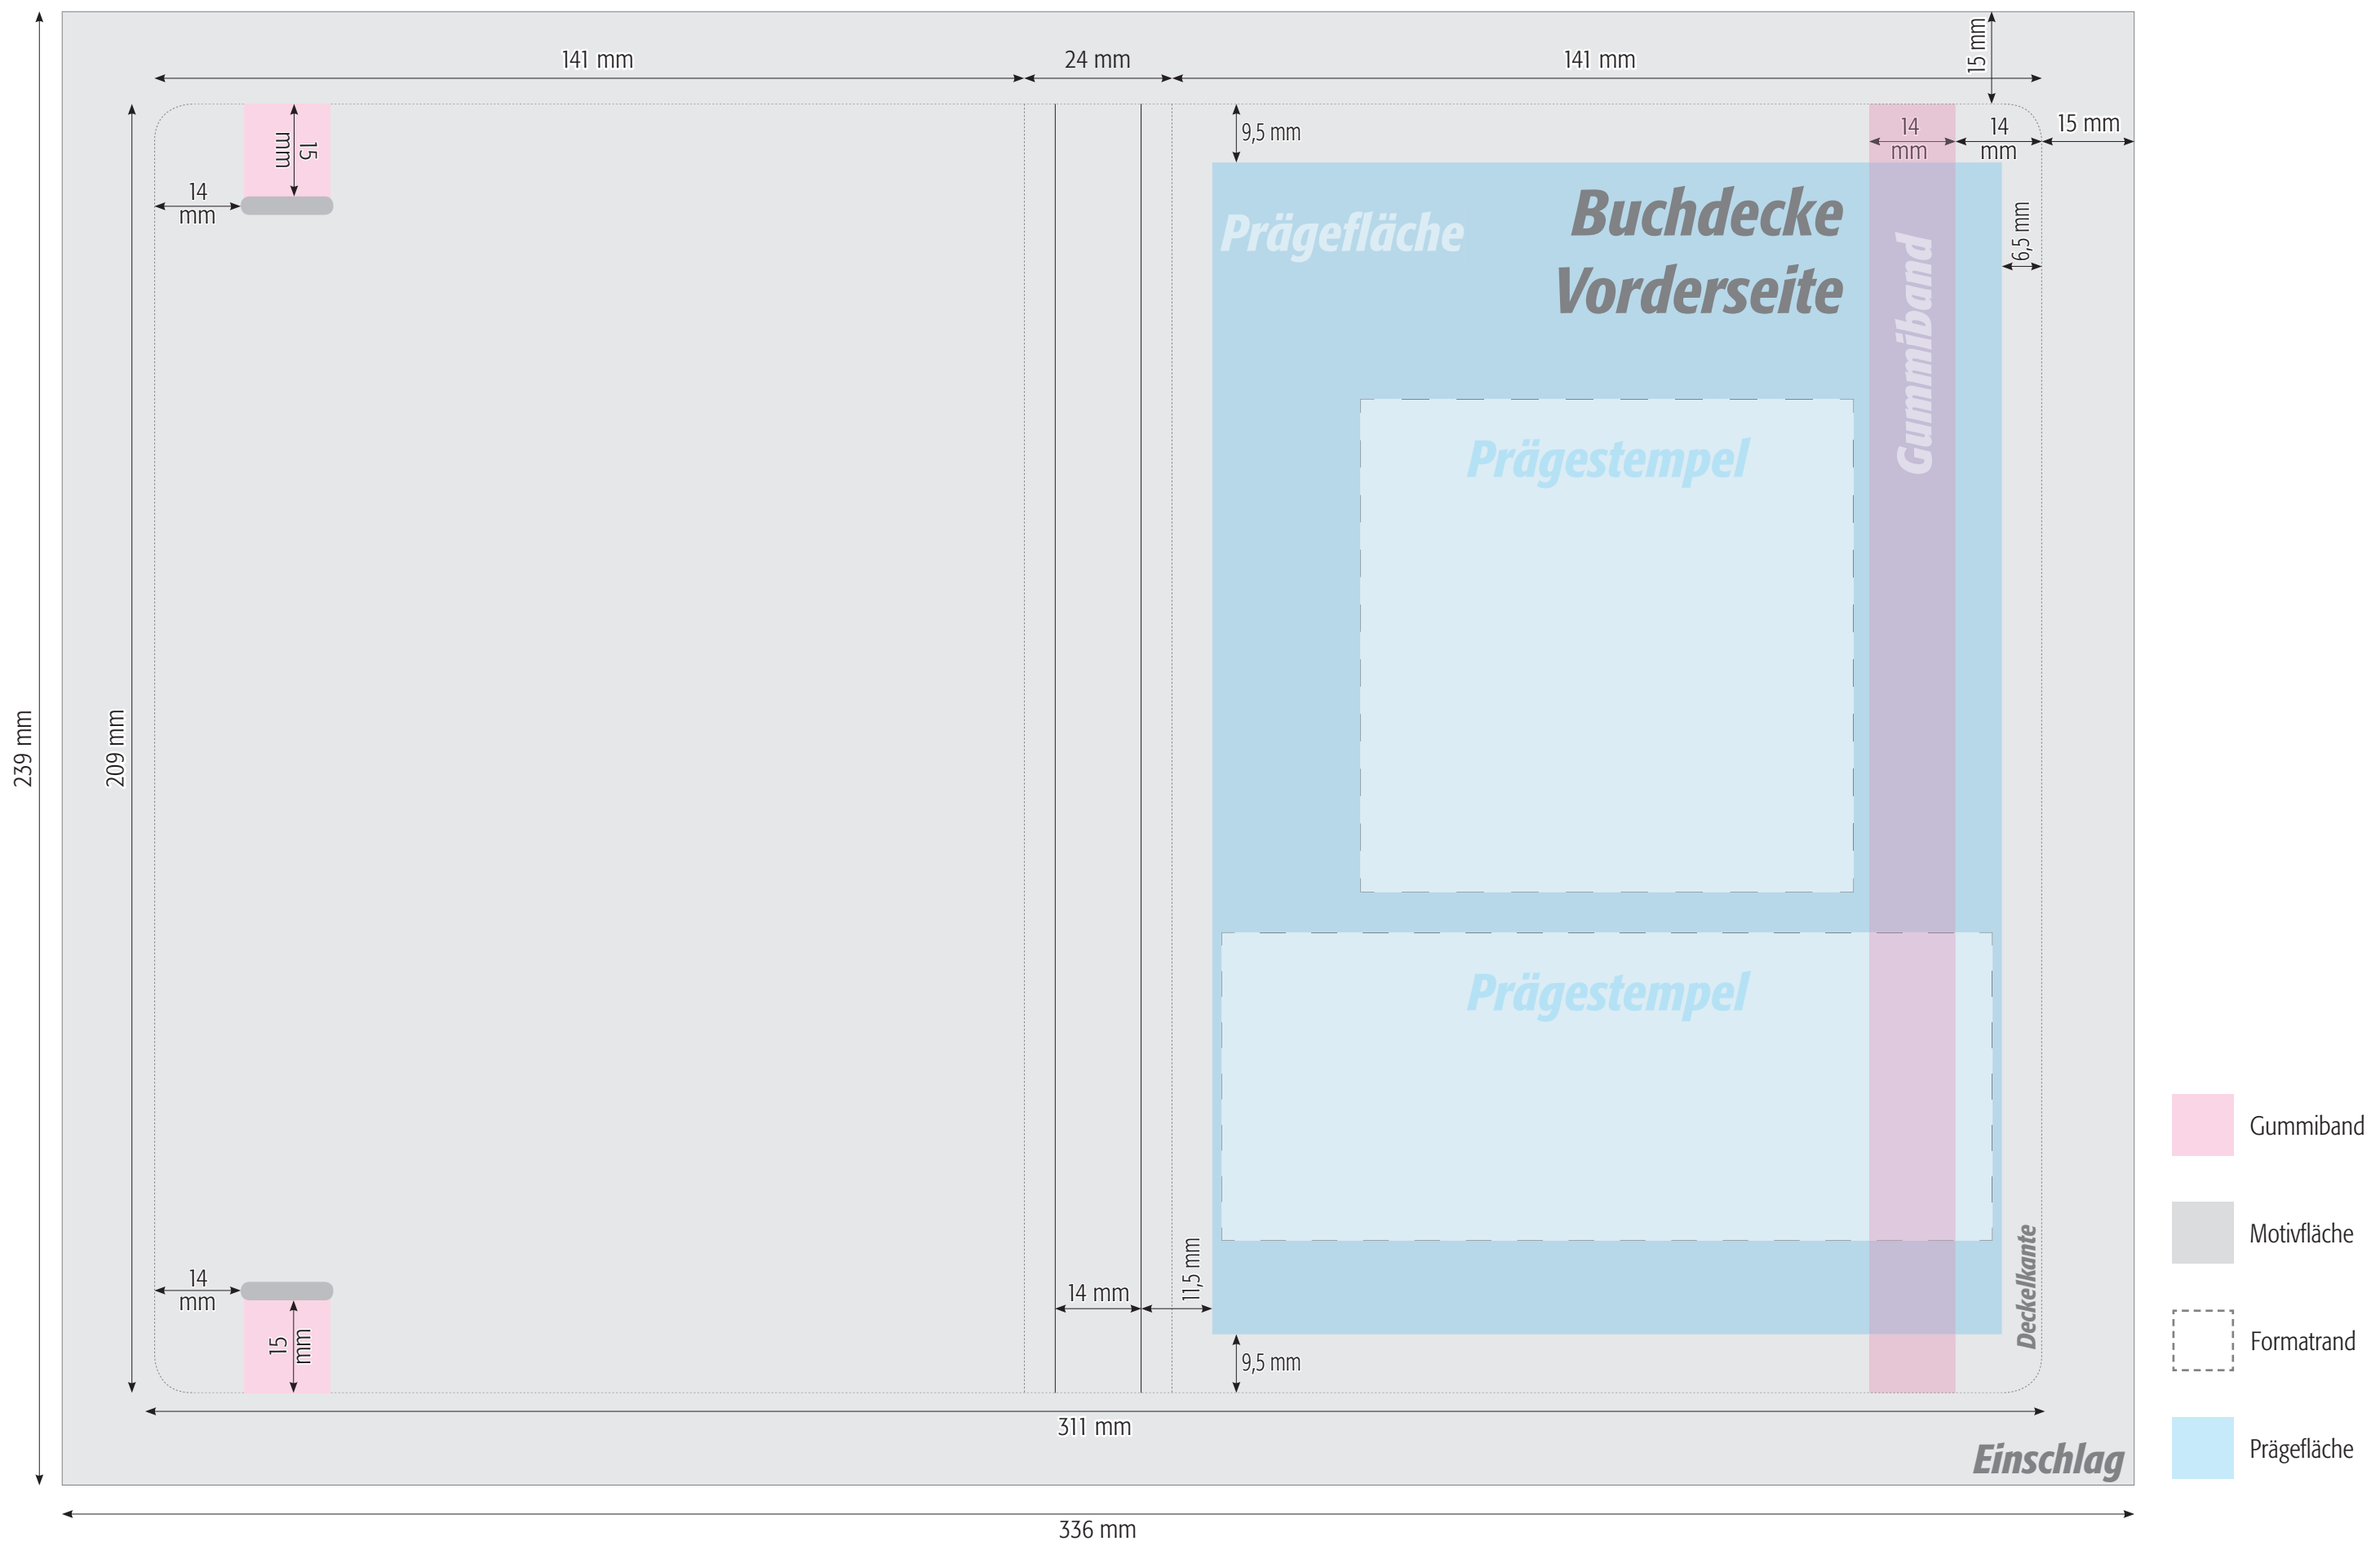 141 mm
24 mm
141 mm
15 mm
15
mm
9,5 mm
14
mm
14
mm
15 mm
14
mm
Prägefläche
Buchdecke
Vorderseite
6,5 mm
Gummiband
Prägestempel
239 mm
209 mm
Prägestempel
Gummiband
Motivfläche
14
mm
15
mm
14 mm
11,5 mm
Deckelkante
Formatrand
9,5 mm
311 mm
Einschlag
Prägefläche
336 mm